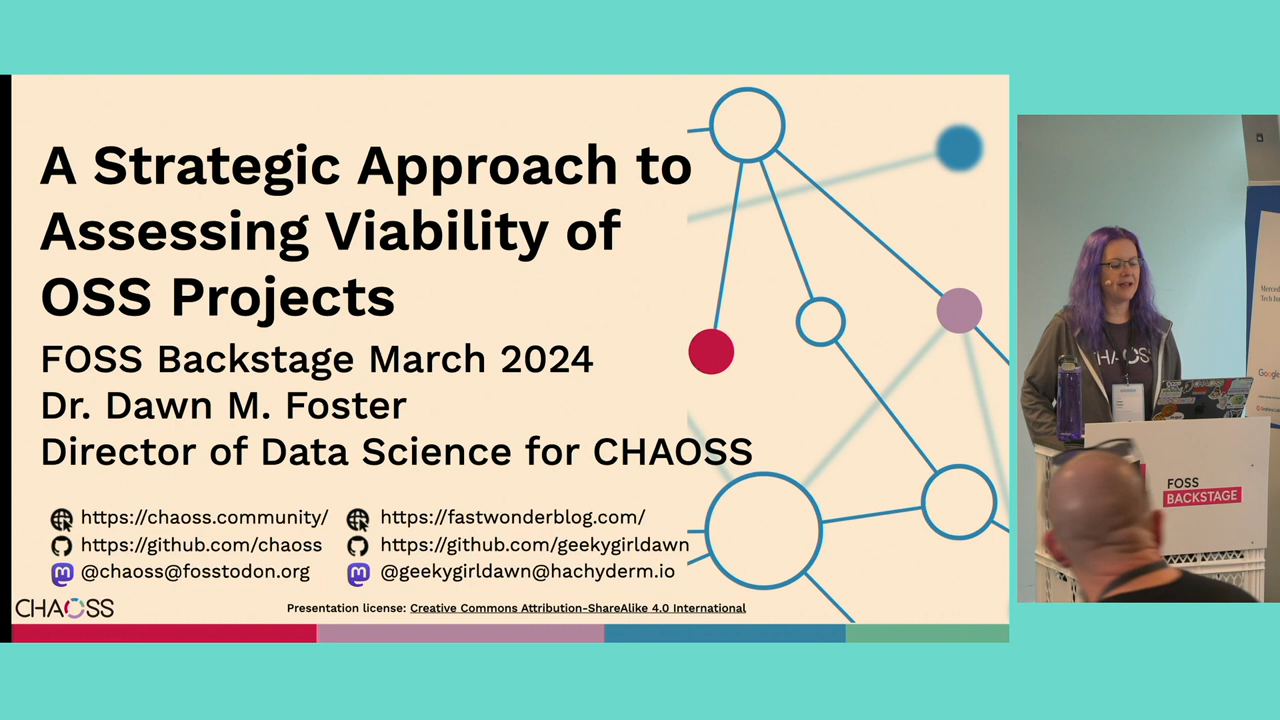 A Strategic Approach to
Assessing Viability of
OSS Projects
FOSS Backstage March 2024
Dr. Dawn M. Foster
Director of Data Science for CHAOSS
https://chaoss.community/
https://fastwonderblog.com/
https://github.com/chaoss
https://github.com/geekygirldawn
@chaoss@fosstodon.org
@geekygirldawn@hachyderm.io
CHAOSS
Presentation license: Creative Commons Attribution-ShareAlike 4.0 International
CHAOSS
FOSS
BACKSTAGE
Google